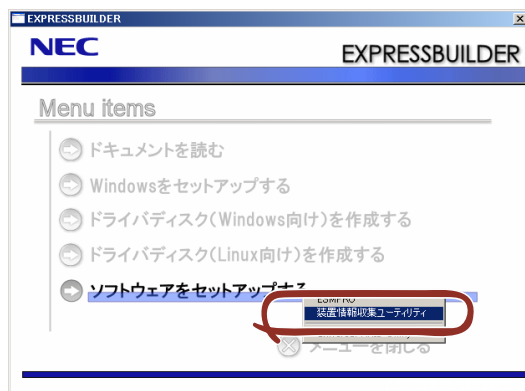 EXPRESSBUILDER
NEC
EXPRESSBUILDER
Menu items
ドキュメントを読む
Windowsをセットアップする
ドライバディスク(Windows向け)を作成する
ドライバディスク(Linux向け)を作成する
ソフトウェアをセットアップする
ESMPRO
装置情報収集ユーティリティ
メニューを閉じる